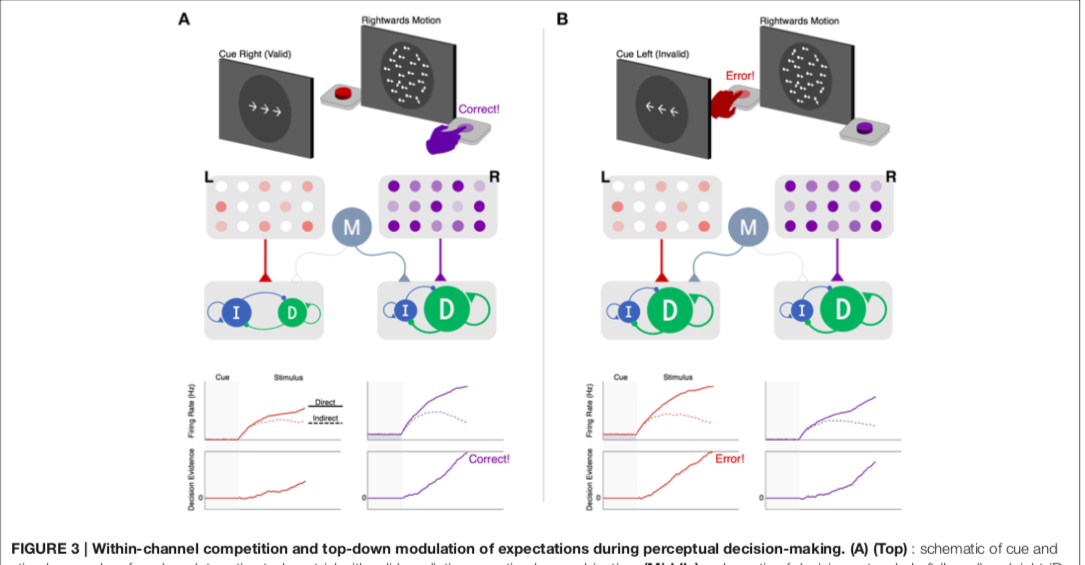 A
B
Rightwards Motion
Rightwards Motion
Cue Right (Valid)
Cue Left (Invalid)
Error!
Correct!
L
R
L
R
M
M
I
D
I
D
I
D
I
D
Cue
Stimulus
Cue
Stimulus
Firing Rate (Hz)
Direct
Indirect
Firing Rate (Hz)
Decision Evidence
0
0
Correct!
Decision Evidence
0
Error!
0
FIGURE 3 | Within-channel competition and top-down modulation of expectations during perceptual decision-making. (A) (Top) : schematic of cue and